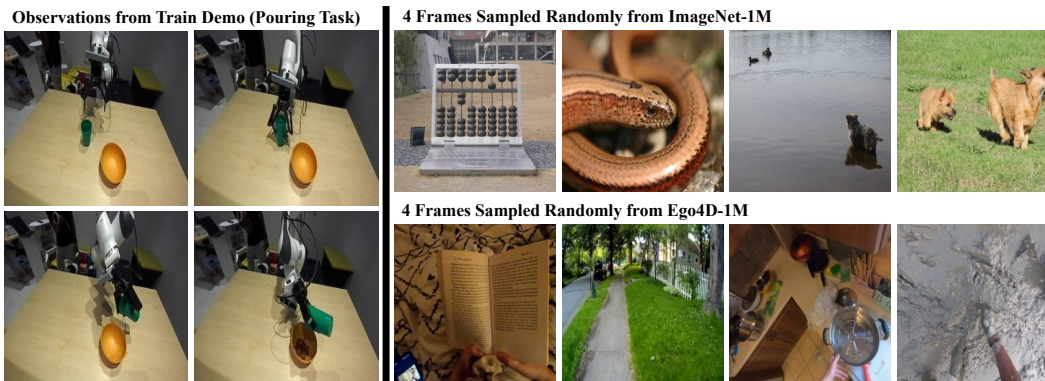 Observations from Train Demo (Pouring Task)
4 Frames Sampled Randomly from ImageNet-1M
4 Frames Sampled Randomly from Ego4D-1M